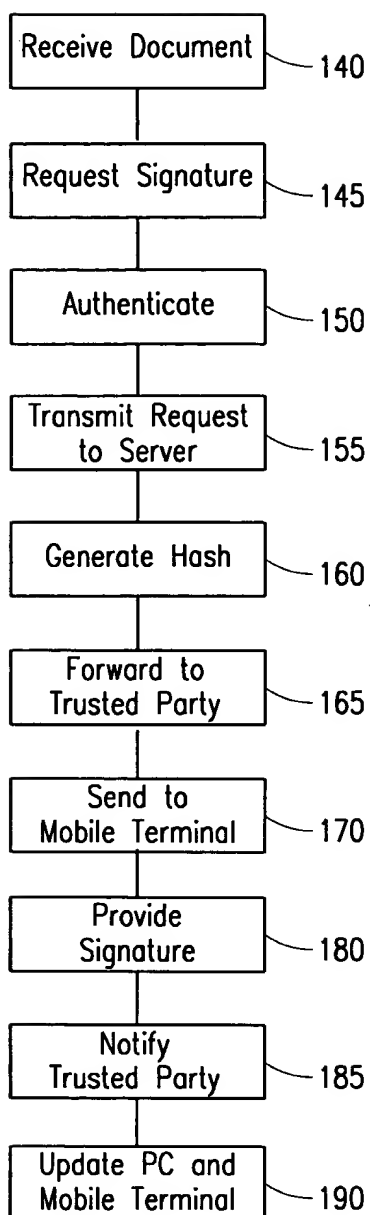 Receive Document
140
Request Signature
145
Authenticate
150
Transmit Request
to Server
155
Generate Hash
160
Forward to
Trusted Party
165
Send to
Mobile Terminal
170
Provide
Signature
180
Notify
Trusted Party
185
Update PC and
Mobile Terminal
190